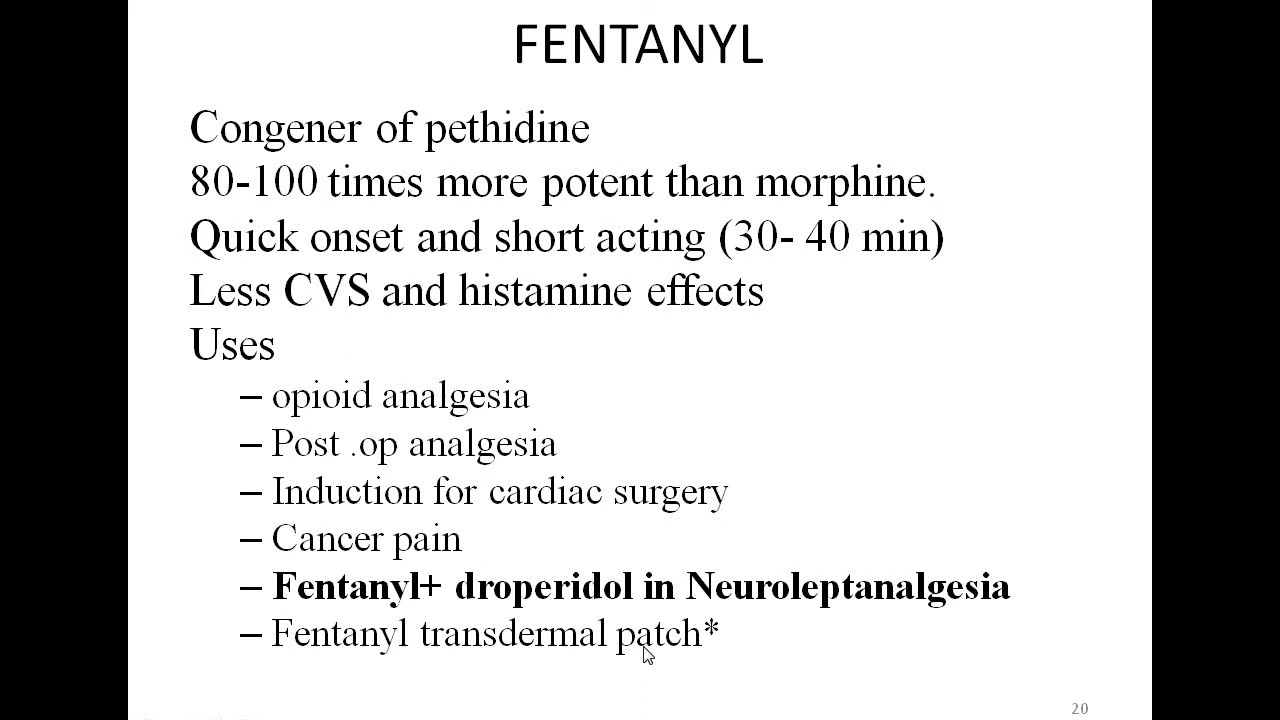 FENTANYL
Congener of pethidine
80-100 times more potent than morphine.
Quick onset and short acting (30- 40 min)
Less CVS and histamine effects
Uses
– opioid analgesia
– Post .op analgesia
– Induction for cardiac surgery
– Cancer pain
– Fentanyl+ droperidol in Neuroleptanalgesia
– Fentanyl transdermal patch*
20